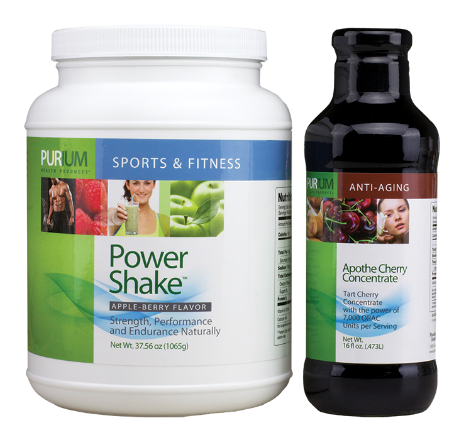 PURIUM
HEALTH PRODUCTS
SPORTS & FITNESS
Power
Shake™
APPLE-BERRY FLAVOR
Strength, Performance
and Endurance Naturally
Net Wt. 37.56 oz (1065g)
PURIUM
ANTI-AGING
Apothe Cherry
Concentrate
Tart Cherry
Concentrate
with the power of
7,000 ORAC
Units per Serving
Net Wt.
16 fl oz. (.473L)